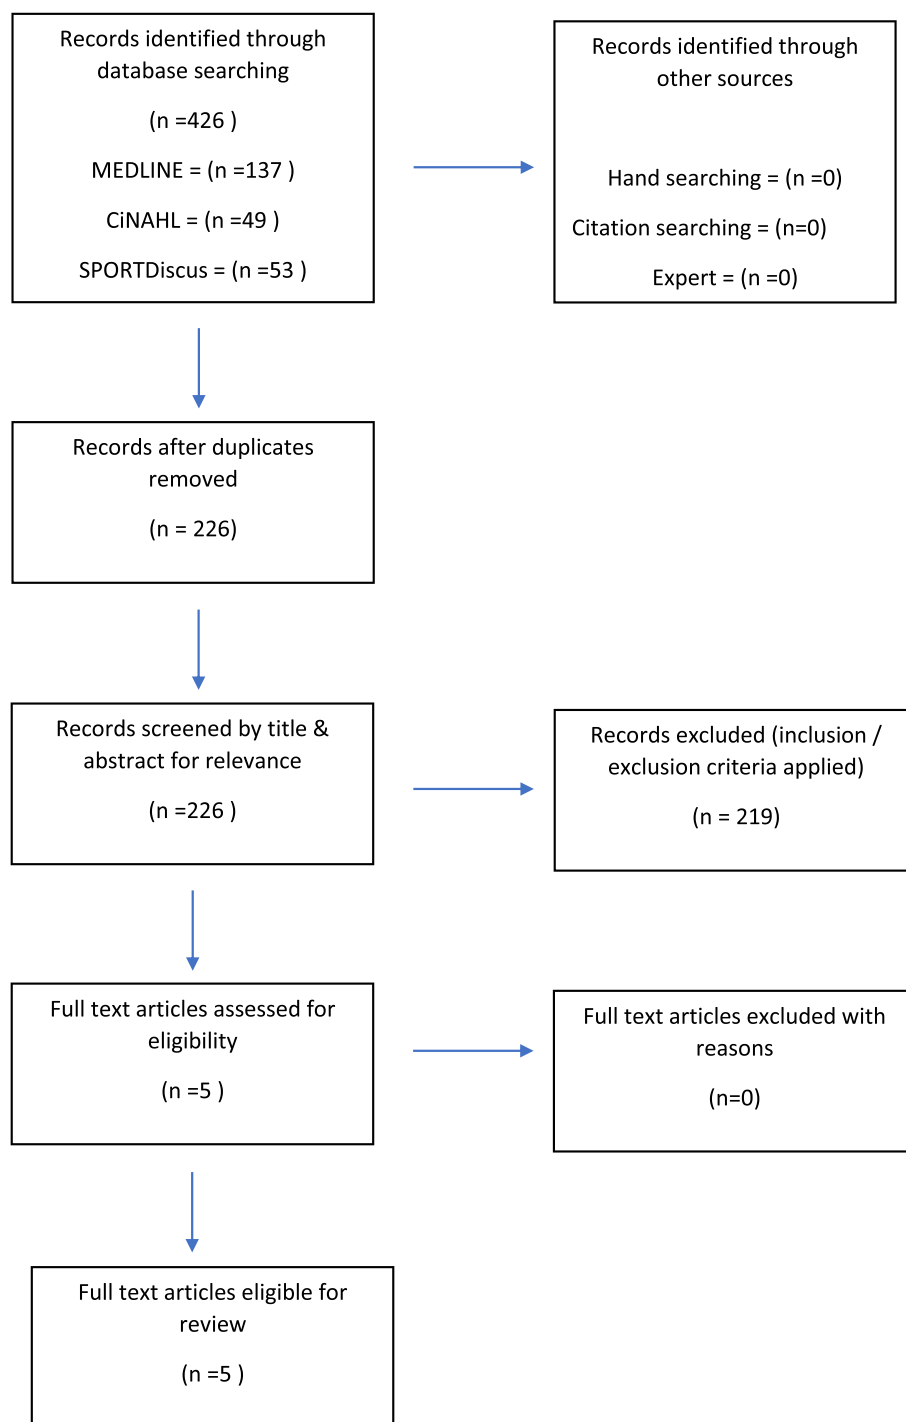 Records identified through
database searching
(n =426 )
MEDLINE = (n =137 )
CiNAHL = (n =49 )
SPORTDiscus = (n =53 )
Records identified through
other sources
Hand searching = (n =0)
Citation searching = (n=0)
Expert = (n =0)
Records after duplicates
removed
(n = 226)
Records screened by title &
abstract for relevance
(n =226 )
Records excluded (inclusion /
exclusion criteria applied)
(n = 219)
Full text articles assessed for
eligibility
(n =5 )
Full text articles excluded with
reasons
(n=0)
Full text articles eligible for
review
(n =5 )